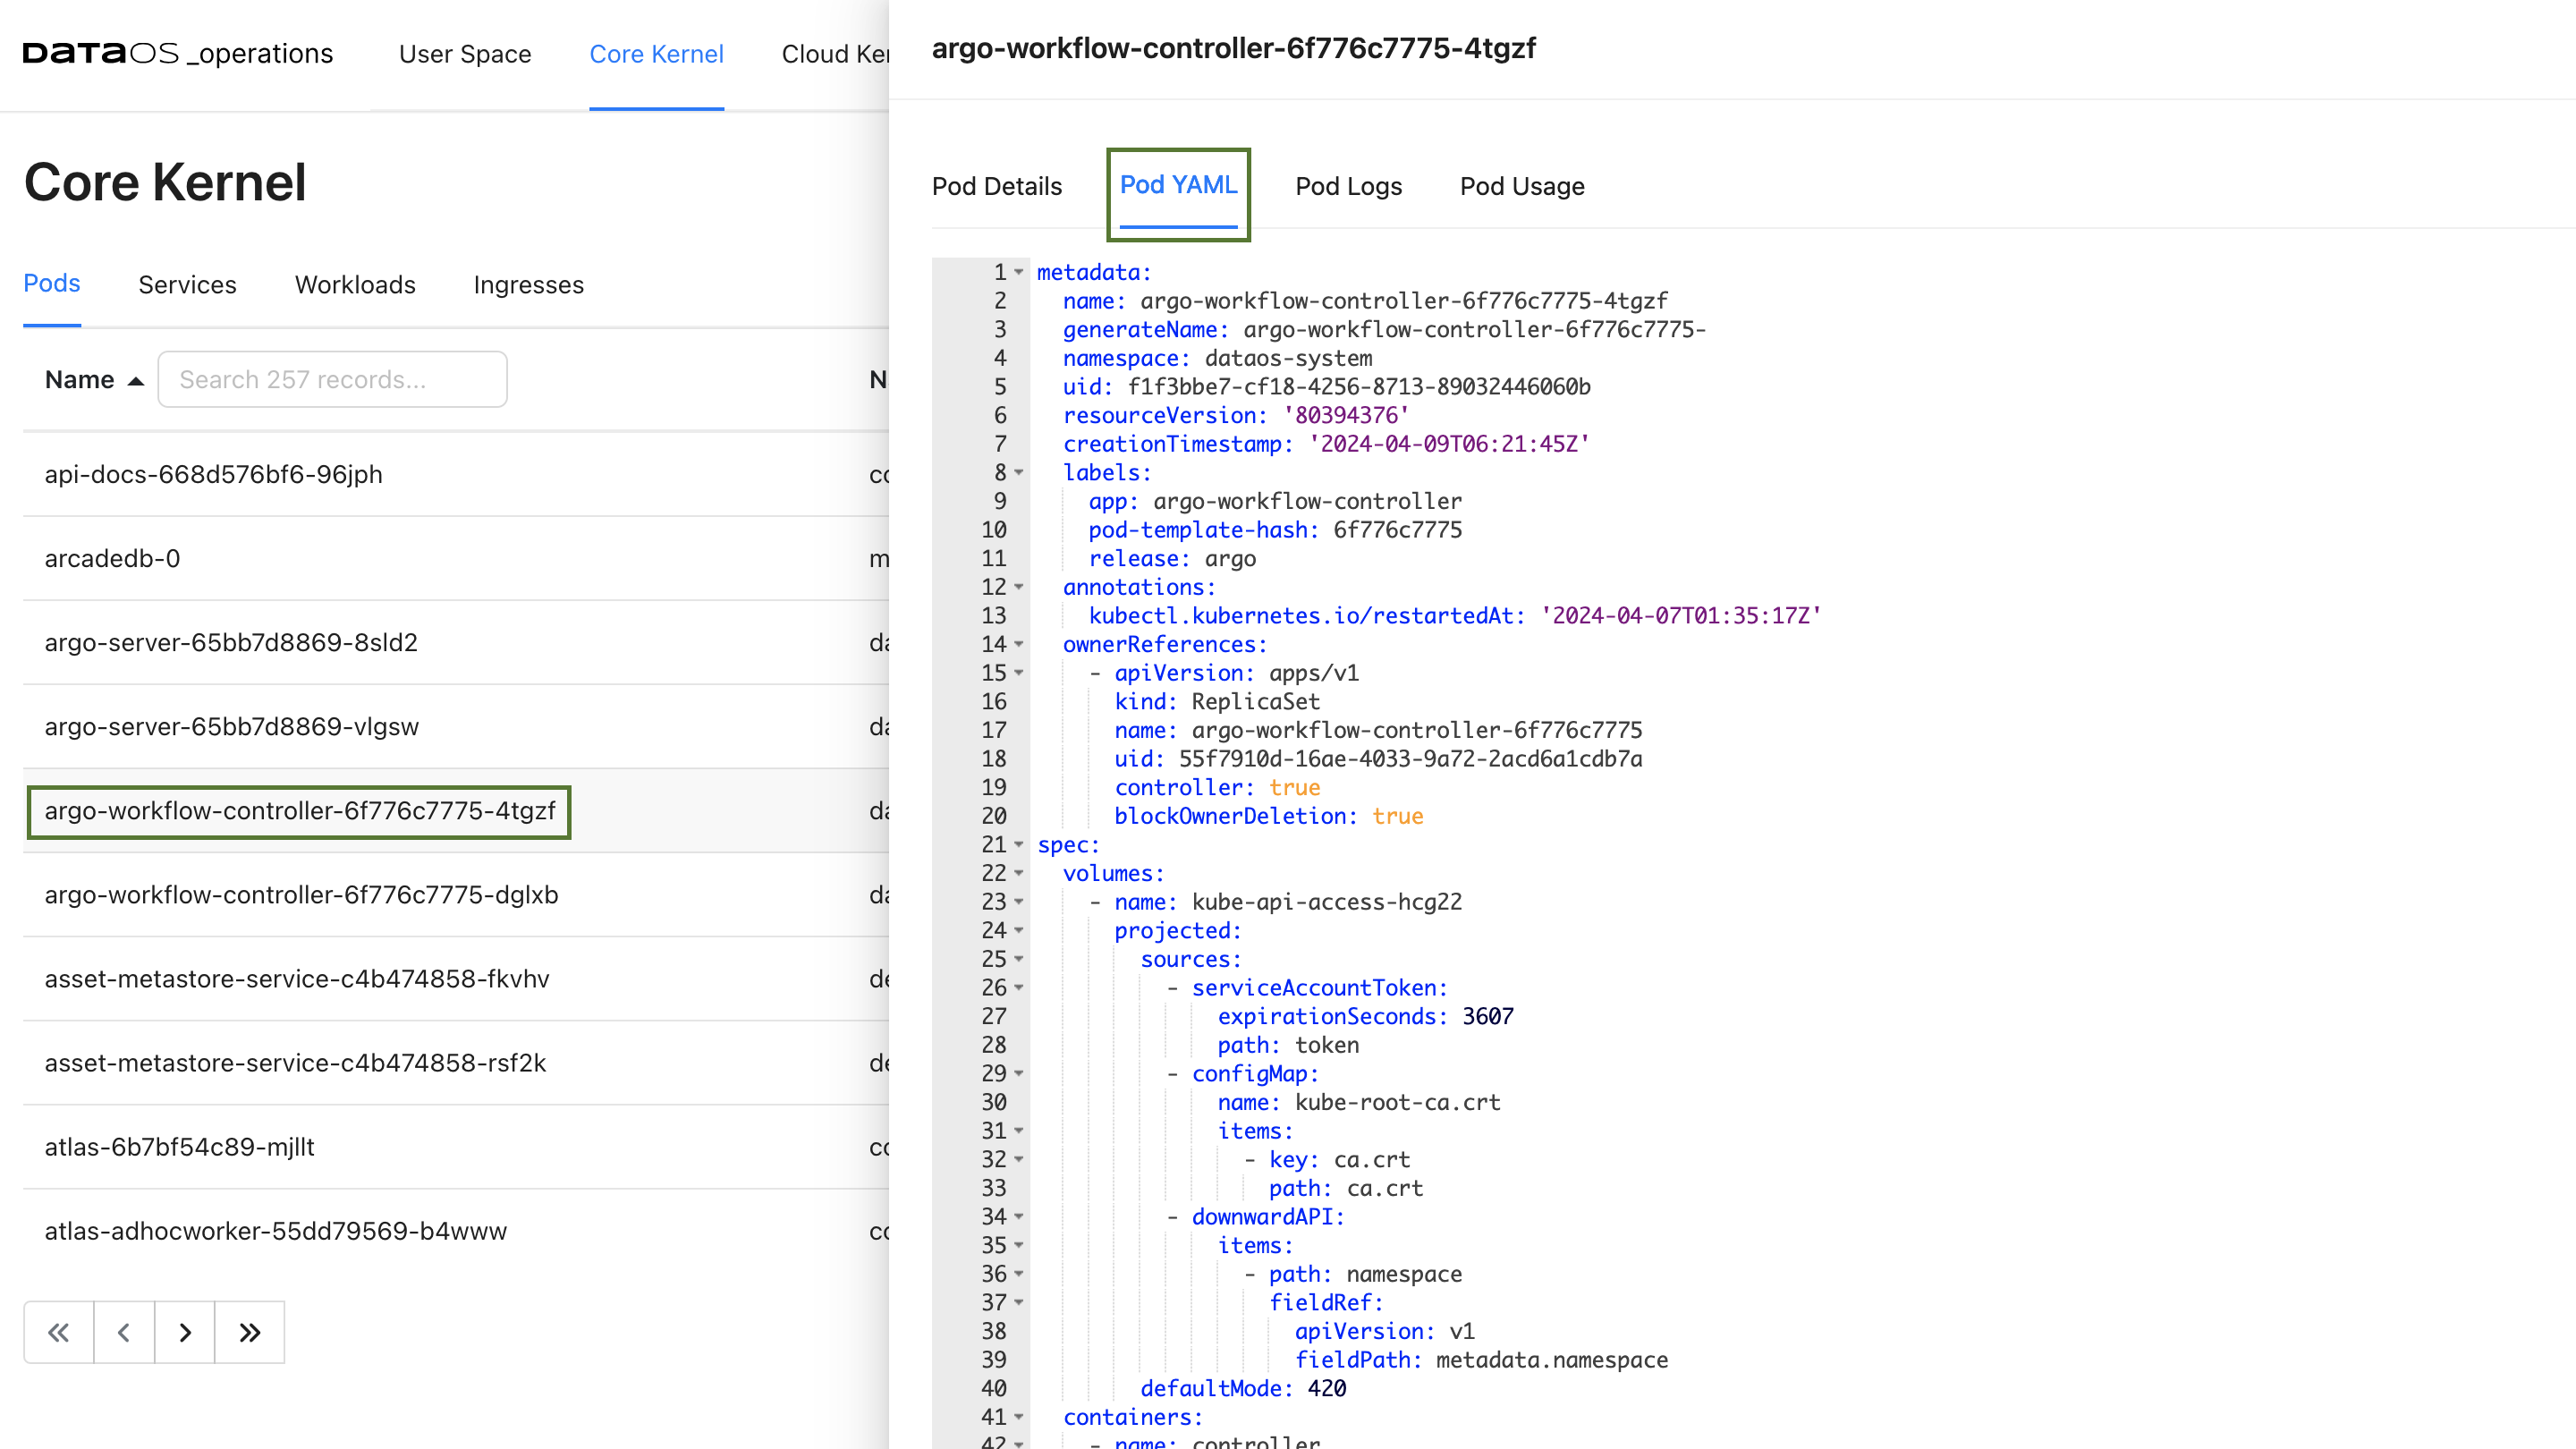 DATAOS _operations
User Space
Core Kernel
Cloud Ker
Core Kernel
Pods
Services
Workloads
Ingresses
Name
Search 257 records...
N
api-docs-668d576bf6-96jph
cc
arcadedb-0
m
argo-server-65bb7d8869-8sld2
da
argo-server-65bb7d8869-vlgsw
da
argo-workflow-controller-6f776c7775-4tgzf
da
argo-workflow-controller-6f776c7775-dglxb
da
asset-metastore-service-c4b474858-fkvhv
de
asset-metastore-service-c4b474858-rsf2k
de
atlas-6b7bf54c89-mjllt
cc
atlas-adhocworker-55dd79569-b4www
cc
argo-workflow-controller-6f776c7775-4tgzf
Pod Details
Pod YAML
Pod Logs
Pod Usage
1 metadata:
2 name: argo-workflow-controller-6f776c7775-4tgzf
3 generateName: argo-workflow-controller-6f776c7775-
4 namespace: dataos-system
5 uid: f1f3bbe7-cf18-4256-8713-89032446060b
6 resourceVersion: '80394376'
7 creationTimestamp: '2024-04-09T06:21:45Z'
8 labels:
9 app: argo-workflow-controller
10 pod-template-hash: 6f776c7775
11 release: argo
12 annotations:
13 kubectl.kubernetes.io/restartedAt: '2024-04-07T01:35:17Z'
14 ownerReferences:
15 - apiVersion: apps/v1
16 kind: ReplicaSet
17 name: argo-workflow-controller-6f776c7775
18 uid: 55f7910d-16ae-4033-9a72-2acd6a1cdb7a
19 controller: true
20 blockOwnerDeletion: true
21 spec:
22 volumes:
23 - name: kube-api-access-hcg22
24 projected:
25 sources:
26 - serviceAccountToken:
27 expirationSeconds: 3607
28 path: token
29 - configMap:
30 name: kube-root-ca.crt
31 items:
32 - key: ca.crt
33 path: ca.crt
34 - downwardAPI:
35 items:
36 - path: namespace
37 fieldRef:
38 apiVersion: v1
39 fieldPath: metadata.namespace
40 defaultMode: 420
41 containers:
42 - name: controller